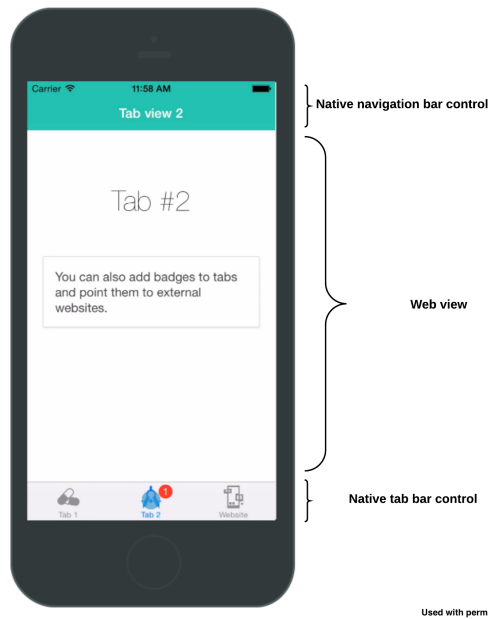 Carrier 11:58 AM
Tab view 2
Native navigation bar control
Tab #2
You can also add badges to tabs
and point them to external
websites.
Web view
1
Tab 1 Tab 2 Website
Native tab bar control
Used with perm